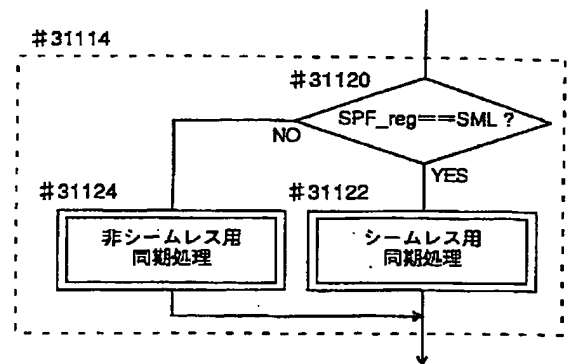 #31114
#31120
SPF_reg==SML ?
NO
YES
#31124
#31122
非シームレス用
同期処理
シームレス用
同期処理